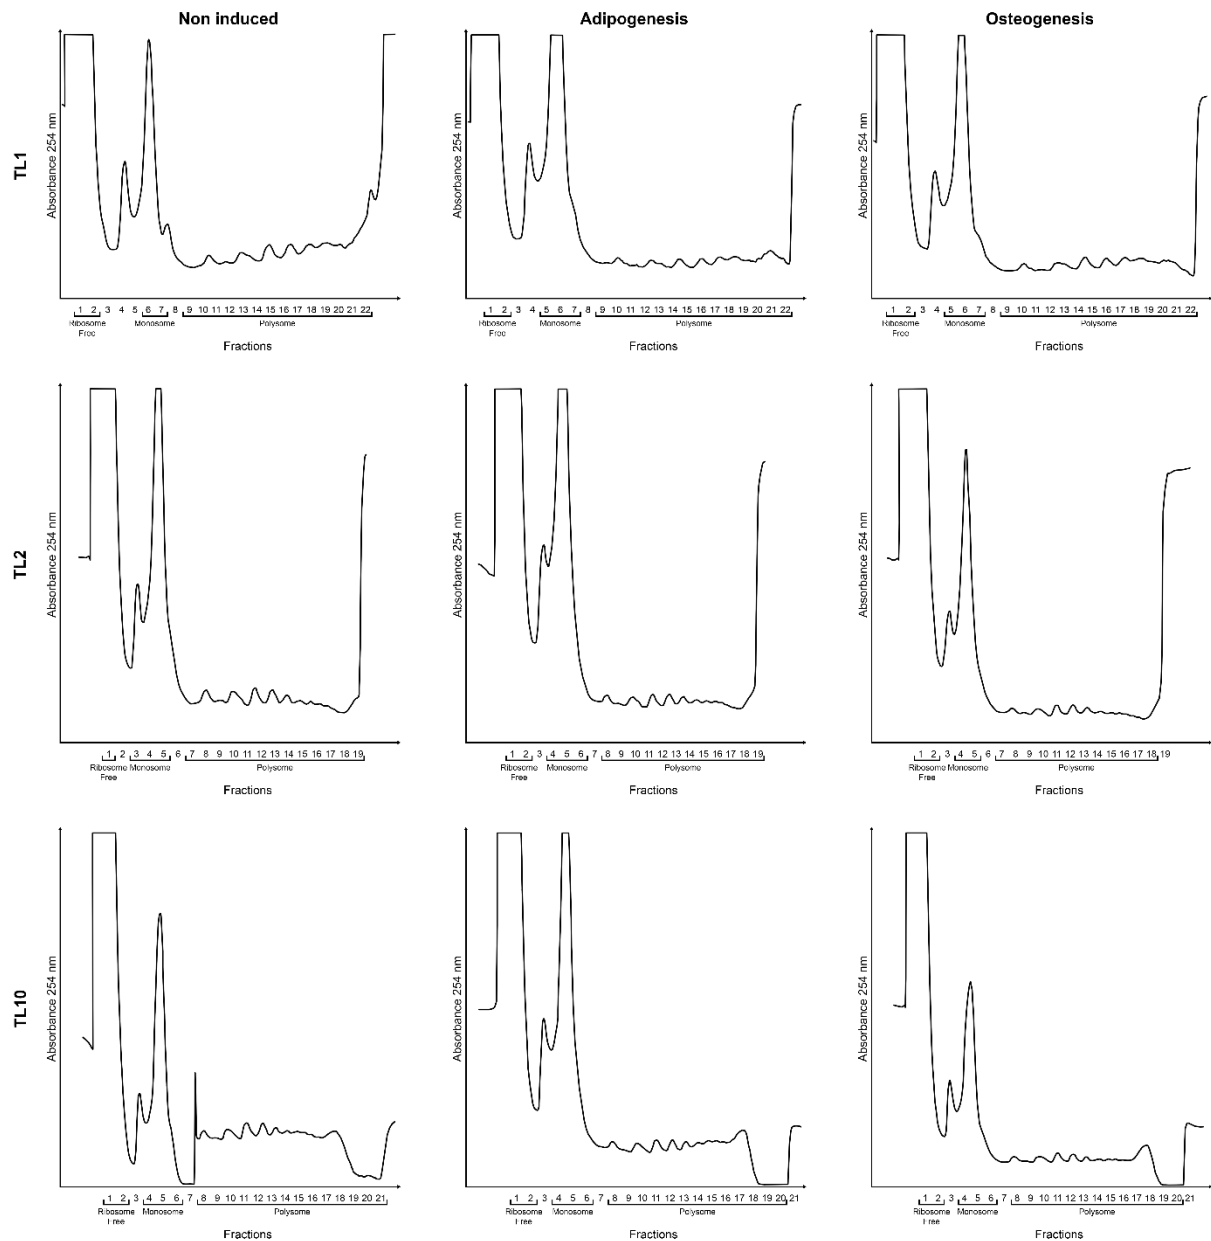 Non induced Adipogenesis Osteogenesis
TL1
Absorbance 254 nm
1 2 3 4 5 6 7 8 9 10 11 12 13 14 15 16 17 18 19 20 21 22
Ribosome Free Monosome Polysome
Fractions
Absorbance 254 nm
1 2 3 4 5 6 7 8 9 10 11 12 13 14 15 16 17 18 19 20 21 22
Ribosome Free Monosome Polysome
Fractions
Absorbance 254 nm
1 2 3 4 5 6 7 8 9 10 11 12 13 14 15 16 17 18 19 20 21 22
Ribosome Free Monosome Polysome
Fractions
TL2
Absorbance 254 nm
1 2 3 4 5 6 7 8 9 10 11 12 13 14 15 16 17 18 19
Ribosome Free Monosome Polysome
Fractions
Absorbance 254 nm
1 2 3 4 5 6 7 8 9 10 11 12 13 14 15 16 17 18 19
Ribosome Free Monosome Polysome
Fractions
Absorbance 254 nm
1 2 3 4 5 6 7 8 9 10 11 12 13 14 15 16 17 18 19
Ribosome Free Monosome Polysome
Fractions
TL10
Absorbance 254 nm
1 2 3 4 5 6 7 8 9 10 11 12 13 14 15 16 17 18 19 20 21
Ribosome Free Monosome Polysome
Fractions
Absorbance 254 nm
1 2 3 4 5 6 7 8 9 10 11 12 13 14 15 16 17 18 19 20 21
Ribosome Free Monosome Polysome
Fractions
Absorbance 254 nm
1 2 3 4 5 6 7 8 9 10 11 12 13 14 15 16 17 18 19 20 21
Ribosome Free Monosome Polysome
Fractions